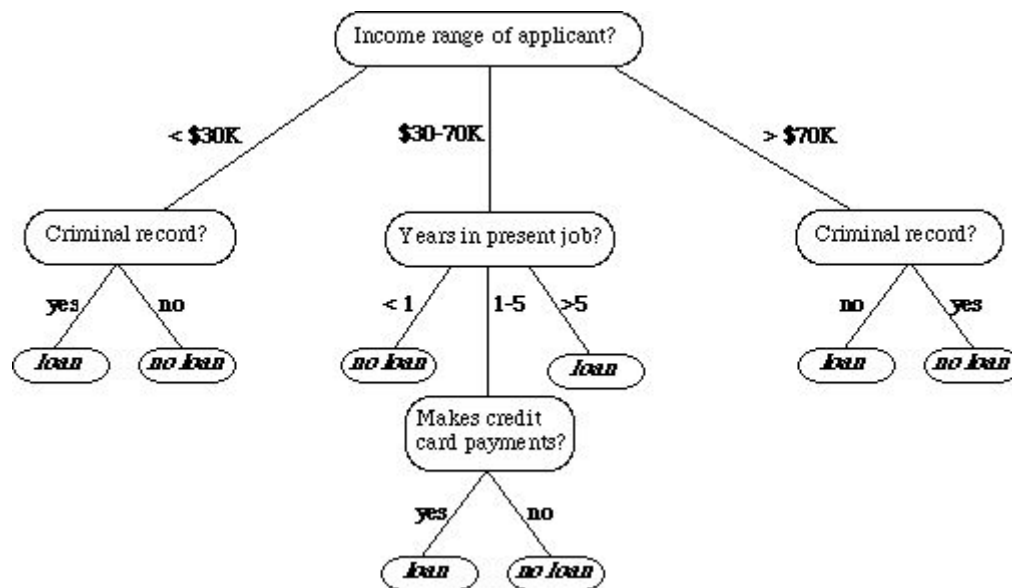 Income range of applicant?
< $30K
$30-70K
> $70K
Criminal record?
Years in present job?
Criminal record?
yes
no
< 1
1-5
>5
no
yes
loan
no loan
no loan
loan
loan
no loan
Makes credit
card payments?
yes
no
loan
no loan